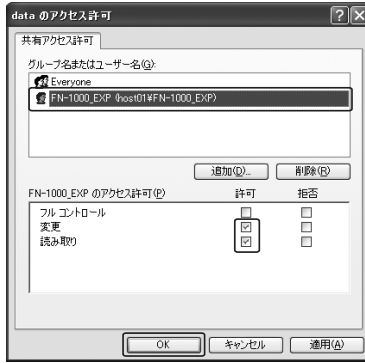 data のアクセス許可
共有アクセス許可
グループ名またはユーザー名(G):
Everyone
FN-1000_EXP (host01¥FN-1000_EXP)
追加(D)... 削除(R)
FN-1000_EXP のアクセス許可(P) 許可 拒否
フル コントロール
変更
読み取り
OK キャンセル 適用(A)